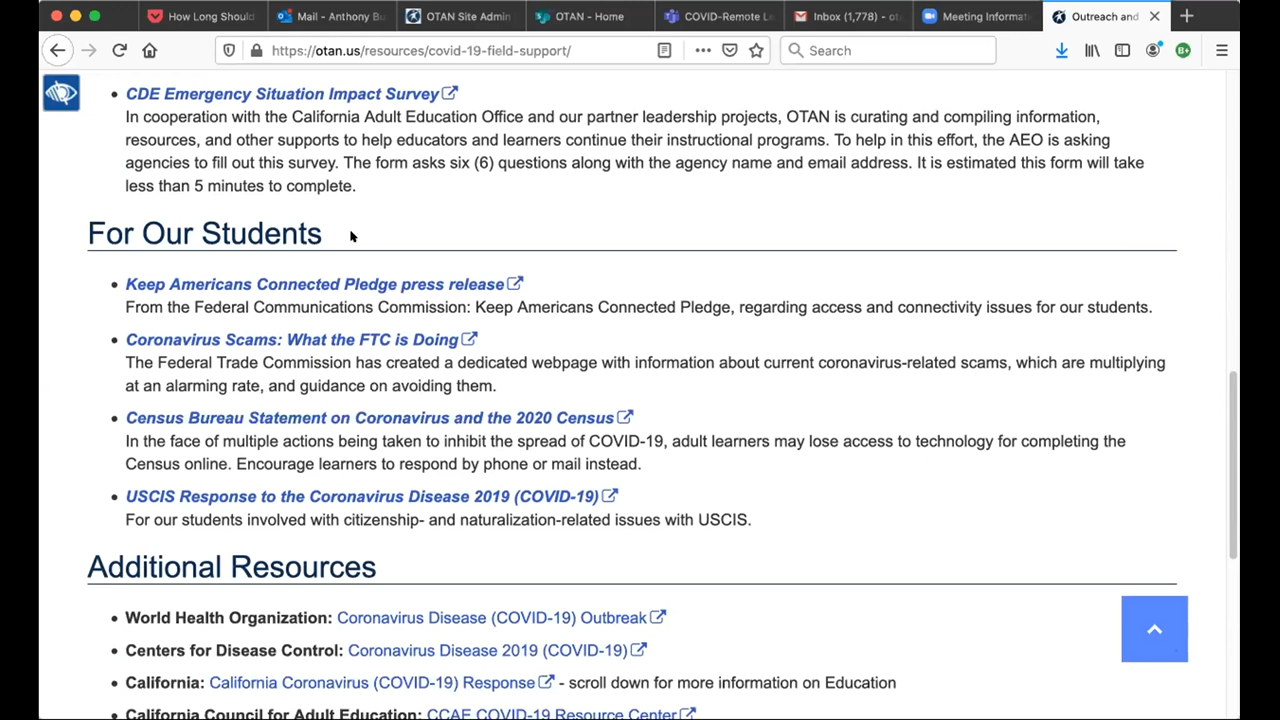 How Long Should
Mail - Anthony Bu
OTAN Site Admin
OTAN - Home
COVID-Remote Le
Inbox (1,778) - ot
Meeting Informat
Outreach and
https://otan.us/resources/covid-19-field-support/
Search
CDE Emergency Situation Impact Survey
In cooperation with the California Adult Education Office and our partner leadership projects, OTAN is curating and compiling information,
resources, and other supports to help educators and learners continue their instructional programs. To help in this effort, the AEO is asking
agencies to fill out this survey. The form asks six (6) questions along with the agency name and email address. It is estimated this form will take
less than 5 minutes to complete.
For Our Students
Keep Americans Connected Pledge press release
From the Federal Communications Commission: Keep Americans Connected Pledge, regarding access and connectivity issues for our students.
Coronavirus Scams: What the FTC is Doing
The Federal Trade Commission has created a dedicated webpage with information about current coronavirus-related scams, which are multiplying
at an alarming rate, and guidance on avoiding them.
Census Bureau Statement on Coronavirus and the 2020 Census
In the face of multiple actions being taken to inhibit the spread of COVID-19, adult learners may lose access to technology for completing the
Census online. Encourage learners to respond by phone or mail instead.
USCIS Response to the Coronavirus Disease 2019 (COVID-19)
For our students involved with citizenship- and naturalization-related issues with USCIS.
Additional Resources
World Health Organization: Coronavirus Disease (COVID-19) Outbreak
Centers for Disease Control: Coronavirus Disease 2019 (COVID-19)
California: California Coronavirus (COVID-19) Response - scroll down for more information on Education
California Council for Adult Education: CCAE COVID-19 Resource Center